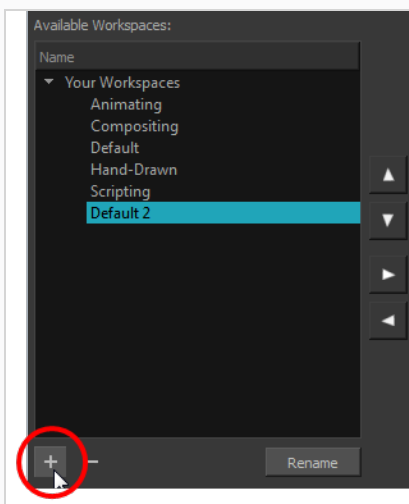 Available Workspaces:
Name
Your Workspaces
Animating
Compositing
Default
Hand-Drawn
Scripting
Default 2
Rename